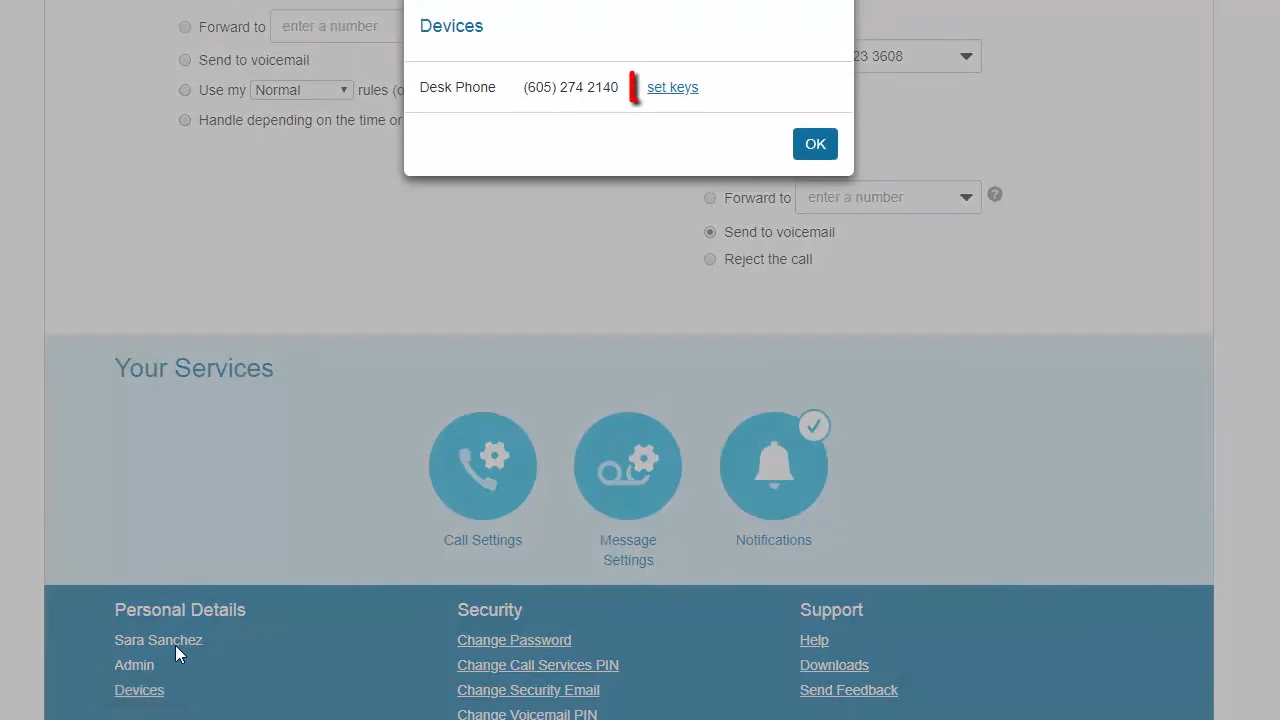 Devices
Forward to enter a number
Send to voicemail
23 3608
Desk Phone (605) 274 2140 set keys
Use my Normal rules (o
Handle depending on the time or
OK
Forward to enter a number ?
Send to voicemail
Reject the call
Your Services
Call Settings
Message
Settings
Notifications
Personal Details
Sara Sanchez
Admin
Devices
Security
Change Password
Change Call Services PIN
Change Security Email
Change Voicemail PIN
Support
Help
Downloads
Send Feedback